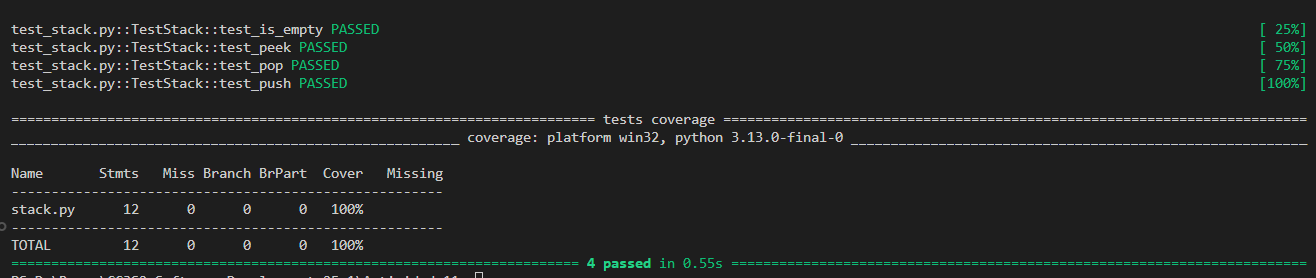 test_stack.py::TestStack::test_is_empty PASSED [ 25%]
test_stack.py::TestStack::test_peek PASSED [ 50%]
test_stack.py::TestStack::test_pop PASSED [ 75%]
test_stack.py::TestStack::test_push PASSED [100%]
tests coverage
coverage: platform win32, python 3.13.0-final-0
Name Stmts Miss Branch BrPart Cover Missing
stack.py 12 0 0 0 100%
TOTAL 12 0 0 0 100%
4 passed in 0.55s